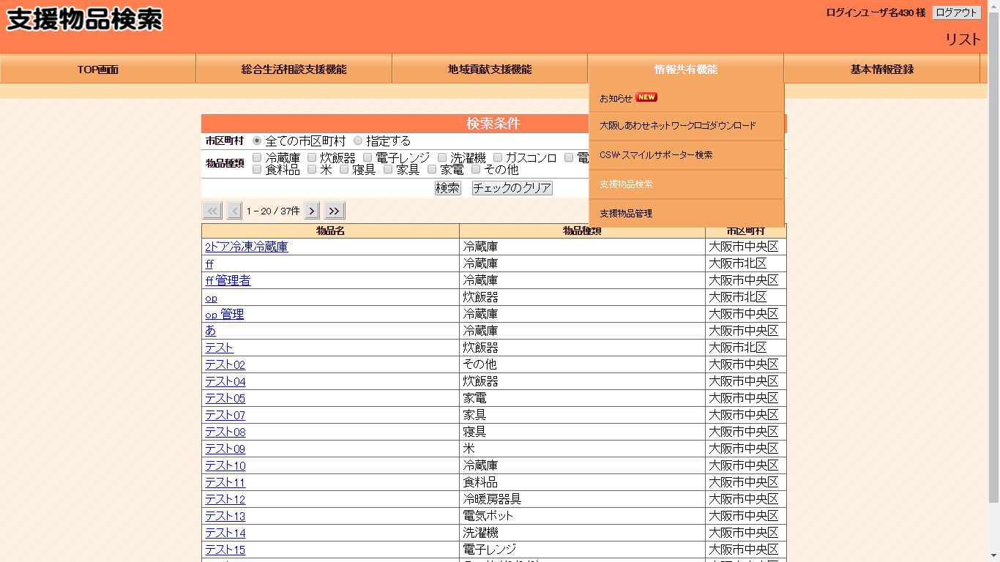 支援物品検索
ログインユーザ名430 様 ログアウト
リスト
TOP画面 総合生活相談支援機能 地域貢献支援機能 情報共有機能 基本情報登録
お知らせ NEW
大阪しあわせネットワークロゴダウンロード
CSW・スマイルサポーター検索
支援物品検索
支援物品管理
検索条件
市区町村 全ての市区町村 指定する
物品種類 冷蔵庫 炊飯器 電子レンジ 洗濯機 ガスコンロ 電
食料品 米 寝具 家具 家電 その他
検索 チェックのクリア
<< < 1 - 20 / 37件 > >>
物品名 物品種類 市区町村
2ドア冷凍冷蔵庫 冷蔵庫 大阪市中央区
ff 冷蔵庫 大阪市北区
ff 管理者 冷蔵庫 大阪市中央区
op 炊飯器 大阪市北区
op 管理 冷蔵庫 大阪市中央区
あ 冷蔵庫 大阪市中央区
テスト 炊飯器 大阪市北区
テスト02 その他 大阪市中央区
テスト04 炊飯器 大阪市中央区
テスト05 家電 大阪市中央区
テスト07 家具 大阪市中央区
テスト08 寝具 大阪市中央区
テスト09 米 大阪市中央区
テスト10 冷蔵庫 大阪市中央区
テスト11 食料品 大阪市中央区
テスト12 冷暖房器具 大阪市中央区
テスト13 電気ポット 大阪市中央区
テスト14 洗濯機 大阪市中央区
テスト15 電子レンジ 大阪市中央区